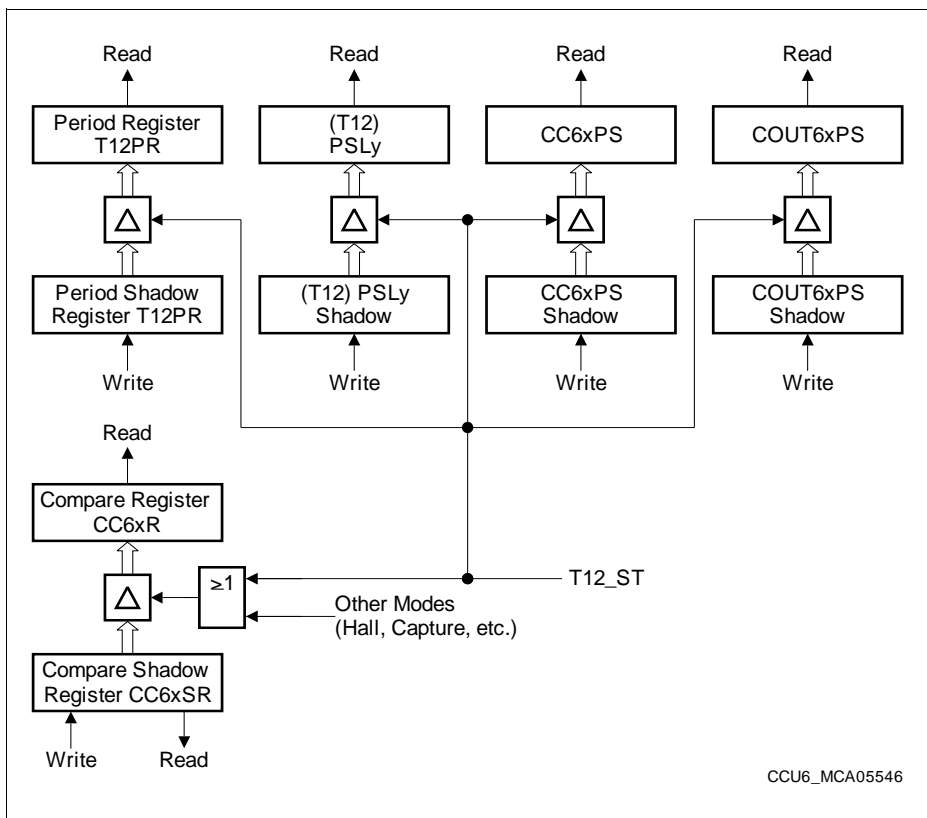 Read
Read
Read
Read
Period Register
T12PR
(T12)
PSLy
CC6xPS
COUT6xPS
Δ
Δ
Δ
Δ
Period Shadow
Register T12PR
(T12) PSLy
Shadow
CC6xPS
Shadow
COUT6xPS
Shadow
Write
Write
Write
Write
Read
Compare Register
CC6xR
Δ
≥1
T12_ST
Other Modes
(Hall, Capture, etc.)
Compare Shadow
Register CC6xSR
Write
Read
CCU6_MCA05546